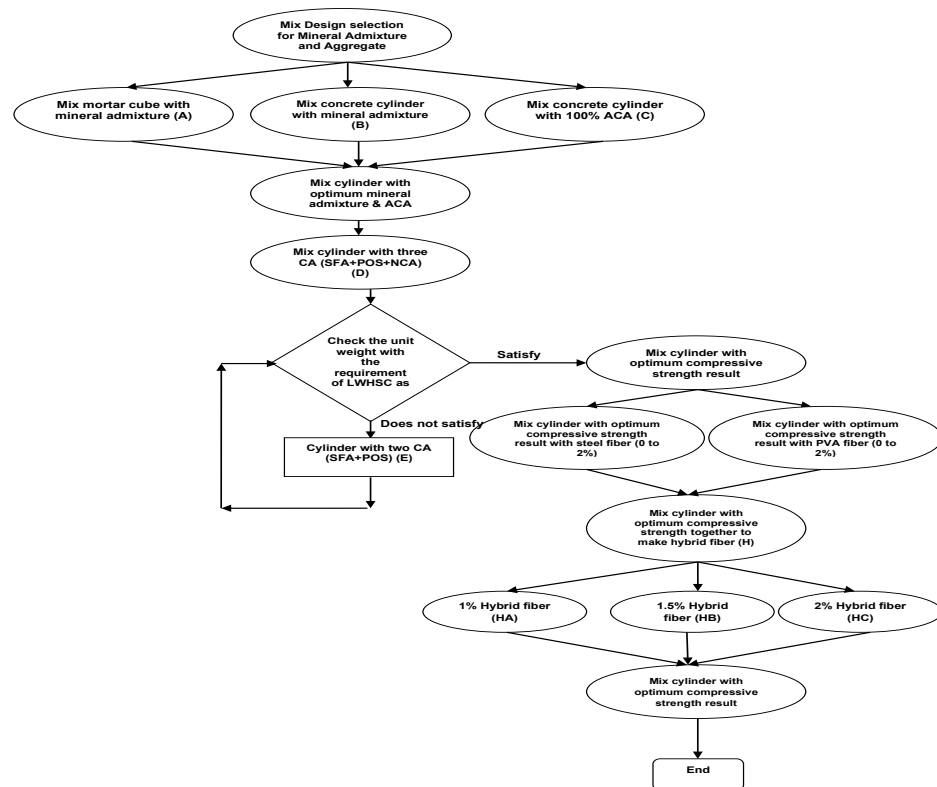 Mix Design selection
for Mineral Admixture
and Aggregate
Mix mortar cube with
mineral admixture (A)
Mix concrete cylinder
with mineral admixture
(B)
Mix concrete cylinder
with 100% ACA (C)
Mix cylinder with
optimum mineral
admixture & ACA
Mix cylinder with three
CA (SFA+POS+NCA)
(D)
Check the unit
weight with
the
requirement
of LWHSC as
Satisfy
Does not satisfy
Cylinder with two CA
(SFA+POS) (E)
Mix cylinder with
optimum compressive
strength result
Mix cylinder with optimum
compressive strength
result with steel fiber (0 to
2%)
Mix cylinder with optimum
compressive strength
result with PVA fiber (0 to
2%)
Mix cylinder with
optimum compressive
strength together to
make hybrid fiber (H)
1% Hybrid fiber
(HA)
1.5% Hybrid
fiber (HB)
2% Hybrid fiber
(HC)
Mix cylinder with
optimum compressive
strength result
End